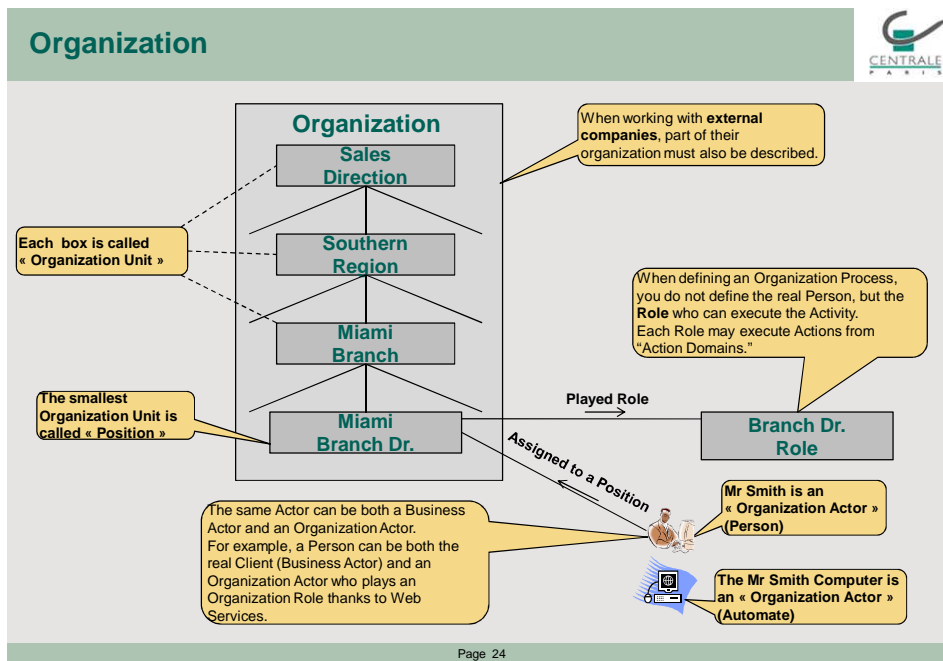 Organization
CENTRALE
PARIS
Organization
Sales
Direction
Southern
Region
Miami
Branch
Miami
Branch Dr.
When working with external
companies, part of their
organization must also be described.
Each box is called
« Organization Unit »
When defining an Organization Process,
you do not define the real Person, but the
Role who can execute the Activity.
Each Role may execute Actions from
“Action Domains.”
The smallest
Organization Unit is
called « Position »
Played Role
Branch Dr.
Role
Assigned to a Position
The same Actor can be both a Business
Actor and an Organization Actor.
For example, a Person can be both the
real Client (Business Actor) and an
Organization Actor who plays an
Organization Role thanks to Web
Services.
Mr Smith is an
« Organization Actor »
(Person)
The Mr Smith Computer is
an « Organization Actor »
(Automate)
Page 24